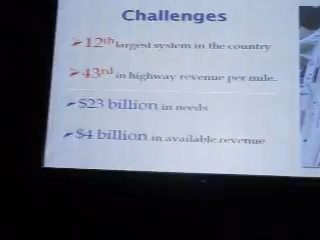 Challenges
12th largest system in the country
43rd in highway revenue per mile.
$23 billion in needs
$4 billion in available revenue